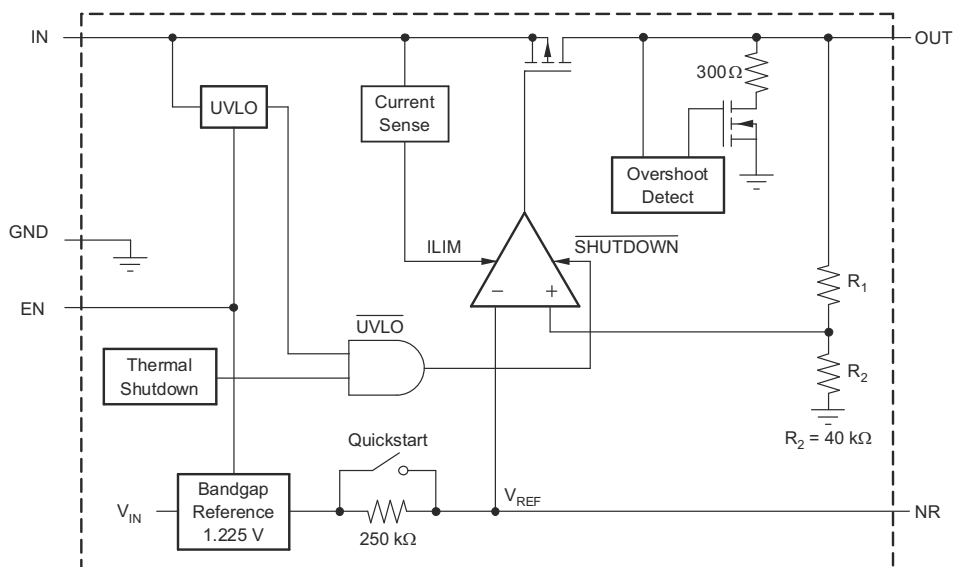 IN
OUT
300Ω
UVLO
Current
Sense
Overshoot
Detect
GND
ILIM
SHUTDOWN
− +
R1
EN
UVLO
Thermal
Shutdown
R2
R2 = 40 kΩ
Quickstart
VIN
Bandgap
Reference
1.225 V
VREF
NR
250 kΩ